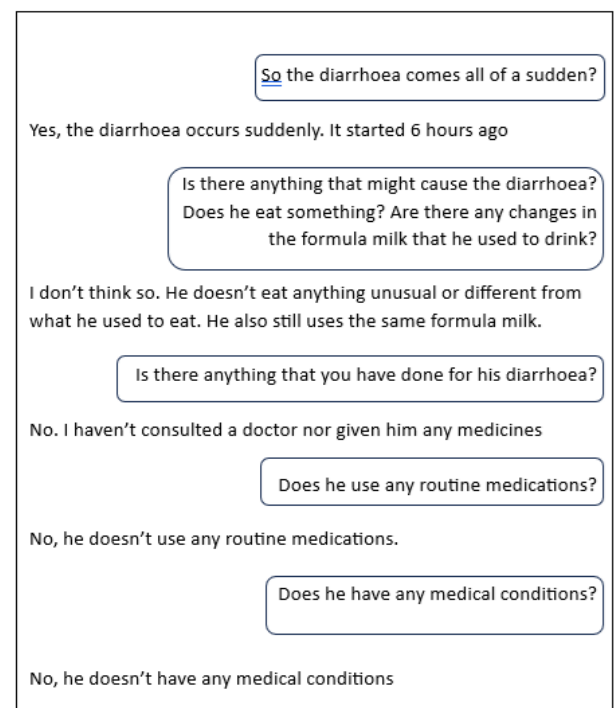 So the diarrhoea comes all of a sudden?
Yes, the diarrhoea occurs suddenly. It started 6 hours ago
Is there anything that might cause the diarrhoea?
Does he eat something? Are there any changes in
the formula milk that he used to drink?
I don’t think so. He doesn’t eat anything unusual or different from
what he used to eat. He also still uses the same formula milk.
Is there anything that you have done for his diarrhoea?
No. I haven’t consulted a doctor nor given him any medicines
Does he use any routine medications?
No, he doesn’t use any routine medications.
Does he have any medical conditions?
No, he doesn’t have any medical conditions